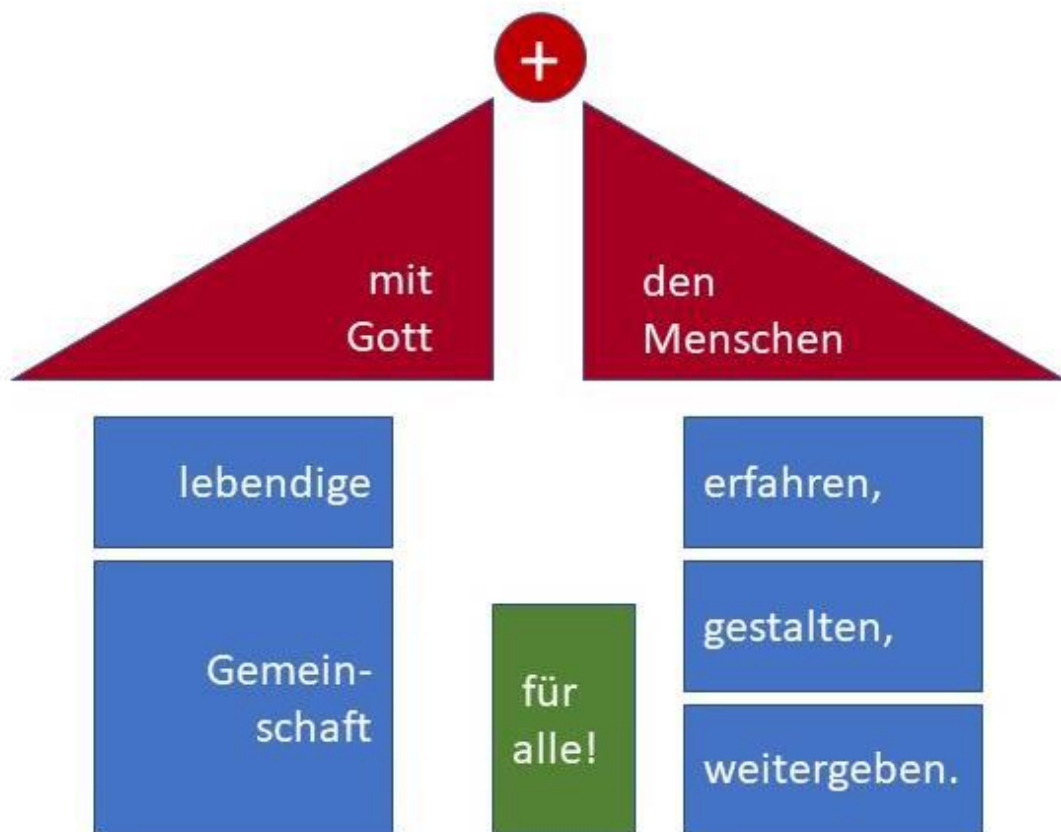 +
mit
Gott
den
Menschen
lebendige
Gemein-
schaft
für
alle!
erfahren,
gestalten,
weitergeben.